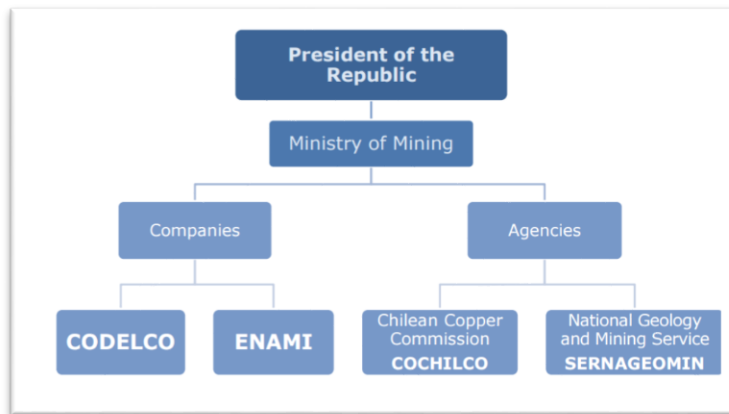 President of the
Republic
Ministry of Mining
Companies
Agencies
CODELCO
ENAMI
Chilean Copper
Commission
COCHILCO
National Geology
and Mining Service
SERNAGEOMIN